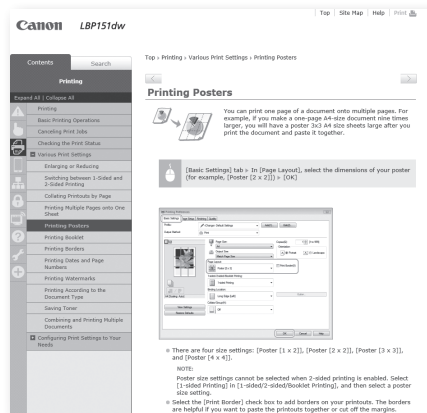 Top | Site Map | Help | Print
Canon LBP151dw
Contents
Search
Printing
Expand All | Collapse All
Printing
Basic Printing Operations
Canceling Print Jobs
Checking the Print Status
Various Print Settings
Enlarging or Reducing
Switching between 1-Sided and
2-Sided Printing
Collating Printouts by Page
Printing Multiple Pages onto One
Sheet
Printing Posters
Printing Booklet
Printing Borders
Printing Dates and Page
Numbers
Printing Watermarks
Printing According to the
Document Type
Saving Toner
Combining and Printing Multiple
Documents
Configuring Print Settings to Your
Needs
Top > Printing > Various Print Settings > Printing Posters
Printing Posters
You can print one page of a document onto multiple pages. For
example, if you make a one-page A4-size document nine times
larger, you will have a poster 3x3 A4 size sheets large after you
print the document and paste it together.
[Basic Settings] tab > In [Page Layout], select the dimensions of your poster
(for example, [Poster [2 x 2]]) > [OK]
Page Size:
Output Size:
Page Layout:
OK
Cancel
Help
There are four size settings: [Poster [1 x 2]], [Poster [2 x 2]], [Poster [3 x 3]],
and [Poster [4 x 4]].
NOTE:
Poster size settings cannot be selected when 2-sided printing is enabled. Select
[1-sided Printing] in [1-sided/2-sided/Booklet Printing], and then select a poster
size setting.
Select the [Print Border] check box to add borders on your printouts. The borders
are helpful if you want to paste the printouts together or cut off the margins.